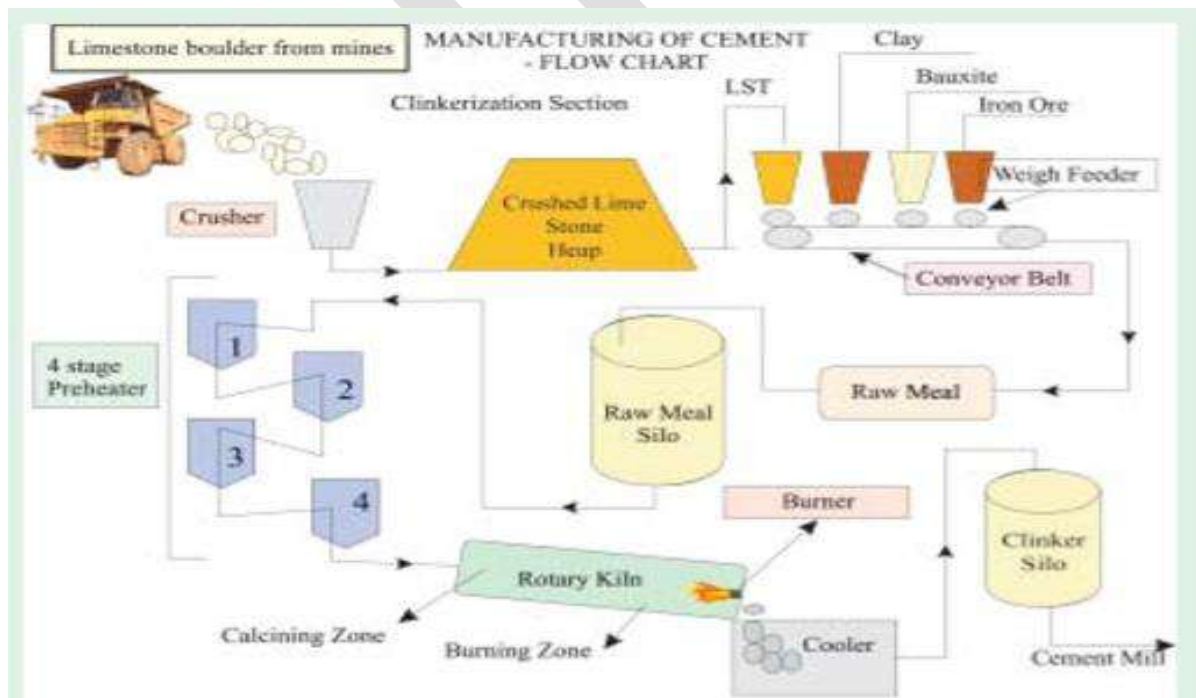 Limestone boulder from mines
MANUFACTURING OF CEMENT
- FLOW CHART
Clinkerization Section
Clay
Bauxite
LST
Iron Ore
Weigh Feeder
Crusher
Crushed Lime
Stone
Heap
Conveyor Belt
4 stage
Preheater
1
2
3
4
Raw Meal
Silo
Raw Meal
Burner
Rotary Kiln
Calcining Zone
Burning Zone
Cooler
Clinker
Silo
Cement Mill